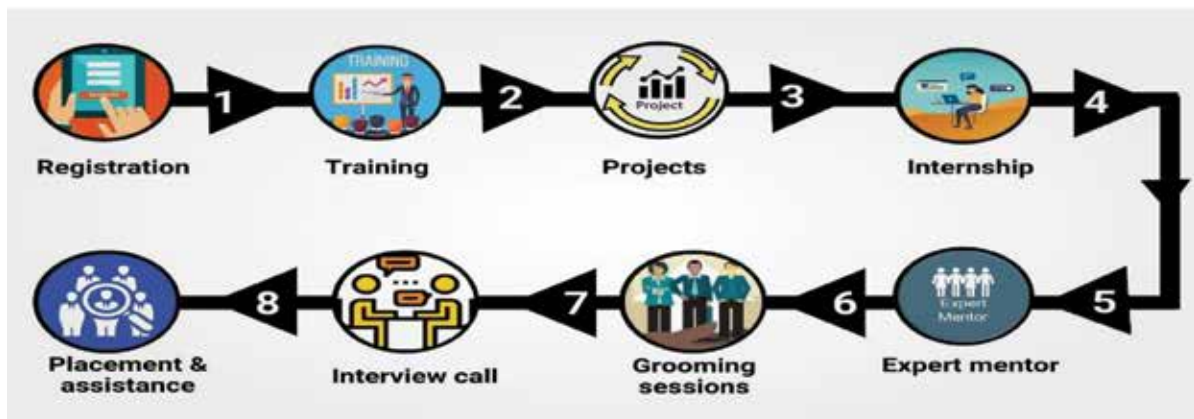 TRAINING
Project
1
2
3
4
Registration
Training
Projects
Internship
Expert
Mentor
5
6
7
8
Expert mentor
Grooming
sessions
Interview call
Placement &
assistance